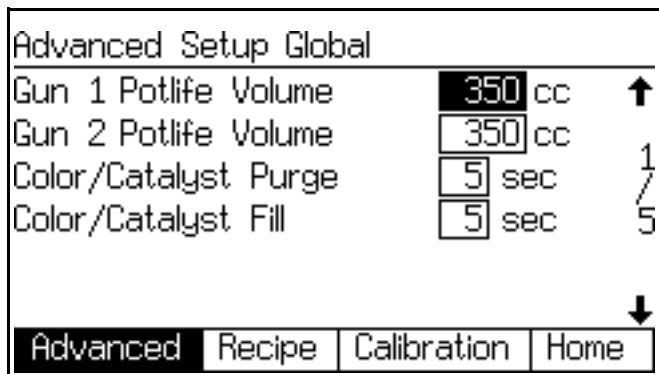 Advanced Setup Global
Gun 1 Potlife Volume 350 cc
Gun 2 Potlife Volume 350 cc
Color/Catalyst Purge 5 sec
Color/Catalyst Fill 5 sec
1/5
Advanced Recipe Calibration Home